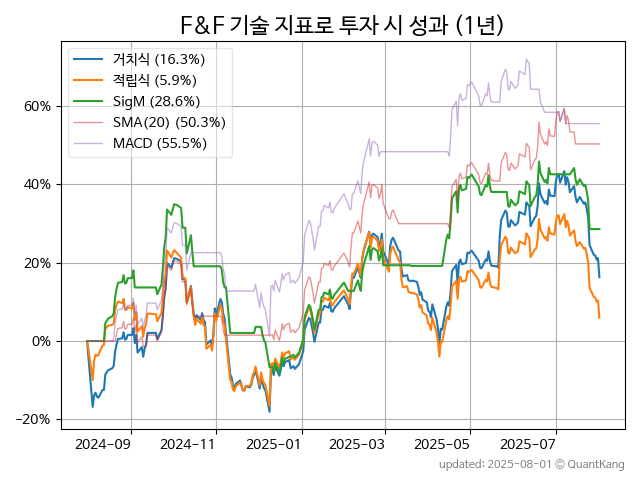 F&F 기술 지표로 투자 시 성과 (1년)
거치식 (16.3%)
적립식 (5.9%)
SigM (28.6%)
SMA(20) (50.3%)
MACD (55.5%)
60%
40%
20%
0%
−20%
2024-09 2024-11 2025-01 2025-03 2025-05 2025-07
updated: 2025-08-01 © QuantKang